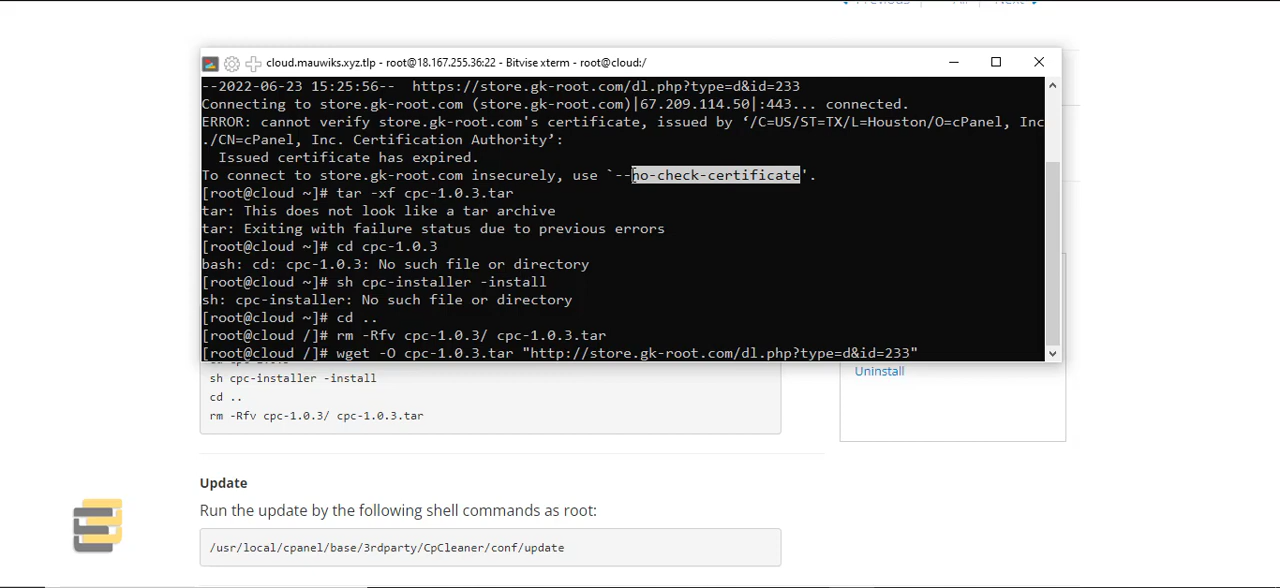 cloud.mauwiks.xyz.tlp - root@18.167.255.36:22 - Bitvise xterm - root@cloud:/
--2022-06-23 15:25:56--  https://store.gk-root.com/dl.php?type=d&id=233
Connecting to store.gk-root.com (store.gk-root.com)|67.209.114.50|:443... connected.
ERROR: cannot verify store.gk-root.com's certificate, issued by ‘/C=US/ST=TX/L=Houston/O=cPanel, Inc
./CN=cPanel, Inc. Certification Authority’:
  Issued certificate has expired.
To connect to store.gk-root.com insecurely, use `--no-check-certificate'.
[root@cloud ~]# tar -xf cpc-1.0.3.tar
tar: This does not look like a tar archive
tar: Exiting with failure status due to previous errors
[root@cloud ~]# cd cpc-1.0.3
bash: cd: cpc-1.0.3: No such file or directory
[root@cloud ~]# sh cpc-installer -install
sh: cpc-installer: No such file or directory
[root@cloud ~]# cd ..
[root@cloud /]# rm -Rfv cpc-1.0.3/ cpc-1.0.3.tar
[root@cloud /]# wget -O cpc-1.0.3.tar "http://store.gk-root.com/dl.php?type=d&id=233"
sh cpc-installer -install
cd ..
rm -Rfv cpc-1.0.3/ cpc-1.0.3.tar
Uninstall
Update
Run the update by the following shell commands as root:
/usr/local/cpanel/base/3rdparty/CpCleaner/conf/update